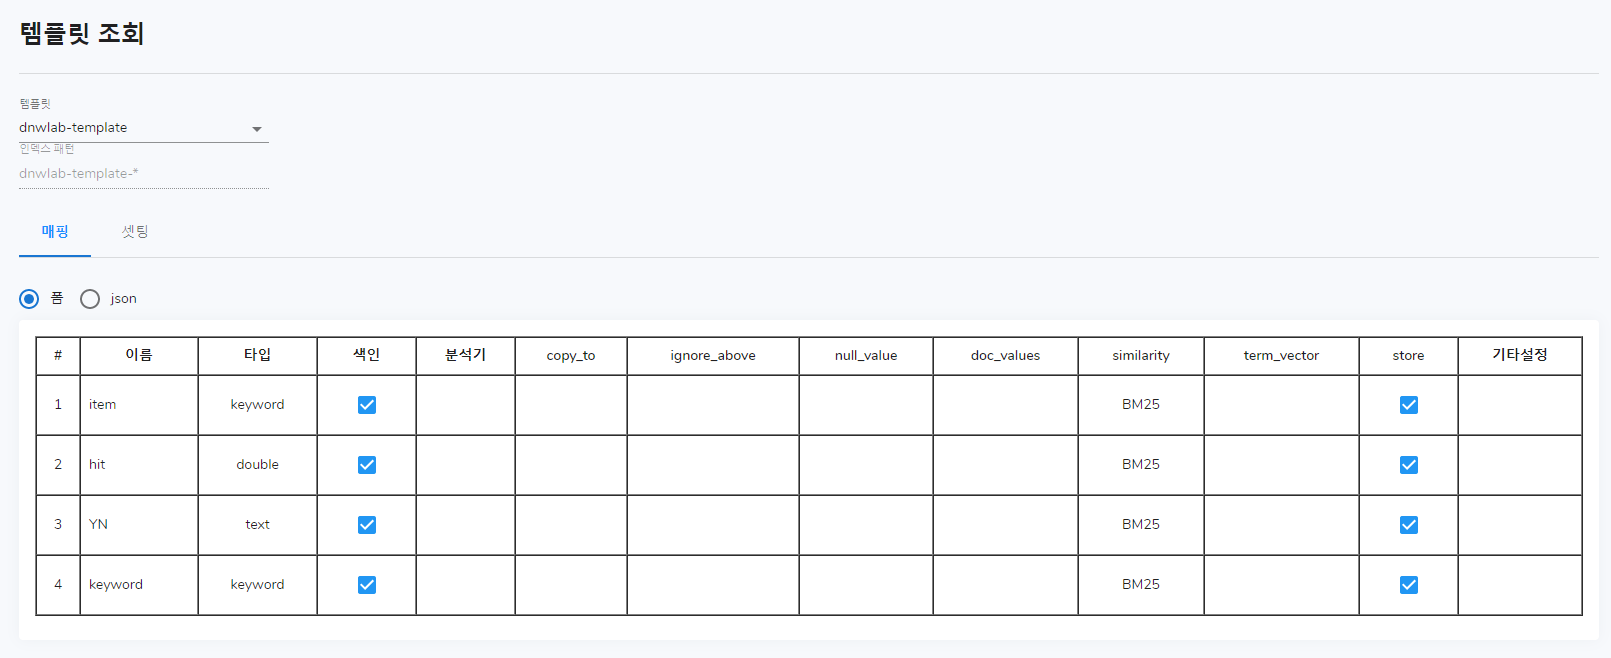 템플릿 조회
템플릿
dnwlab-template
인덱스 패턴
dnwlab-template-*
매핑 셋팅
폼 json
# 이름 타입 색인 분석기 copy_to ignore_above null_value doc_values similarity term_vector store 기타설정
1 item keyword BM25
2 hit double BM25
3 YN text BM25
4 keyword keyword BM25